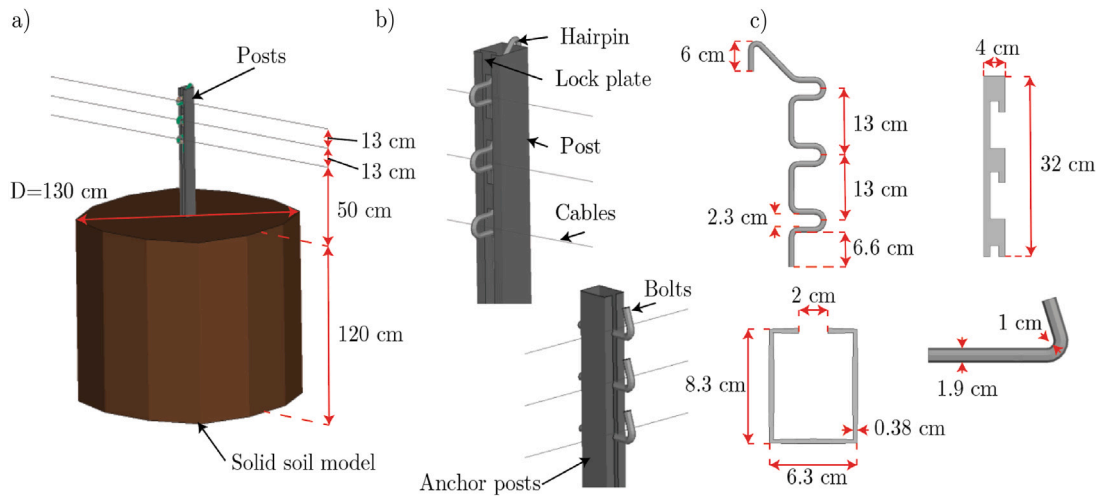 a)
Posts
13 cm
13 cm
D=130 cm
50 cm
120 cm
Solid soil model
b)
Hairpin
Lock plate
Post
Cables
Bolts
Anchor posts
c)
6 cm
13 cm
13 cm
2.3 cm
6.6 cm
4 cm
32 cm
2 cm
8.3 cm
0.38 cm
6.3 cm
1 cm
1.9 cm